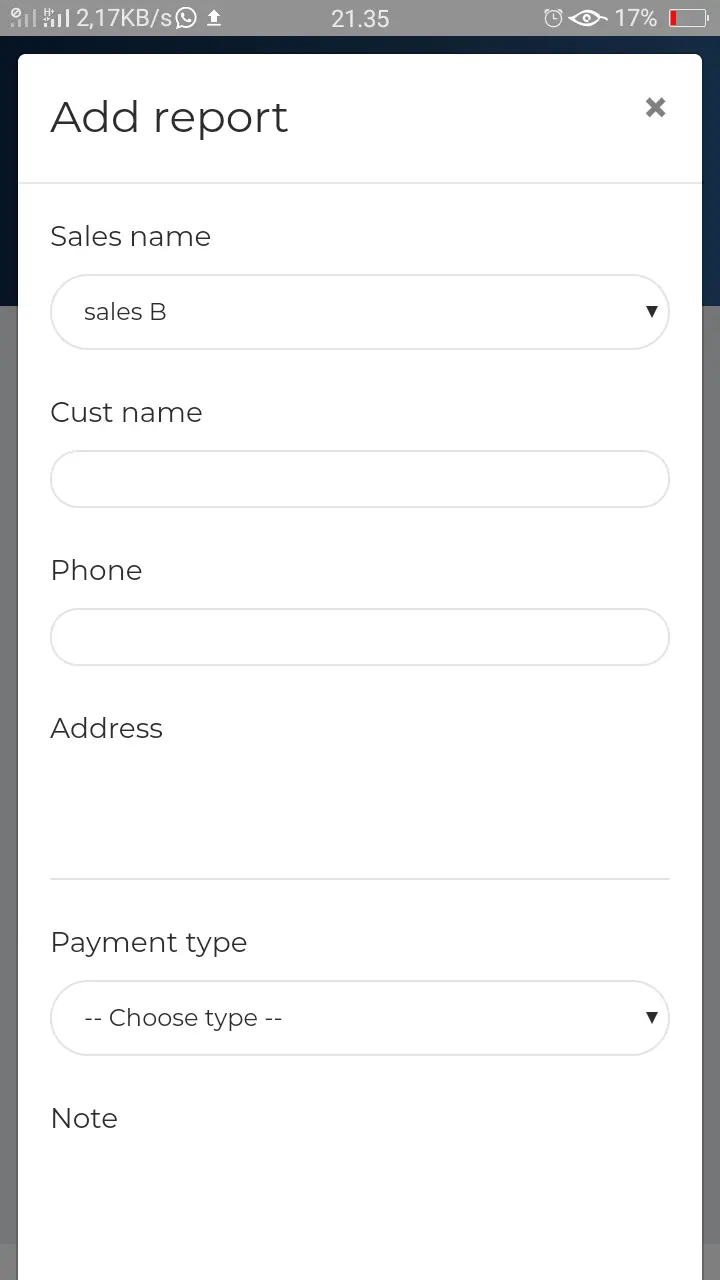 H+ 2,17KB/s 21.35 17%
Add report ×
Sales name
sales B
Cust name
Phone
Address
Payment type
-- Choose type --
Note